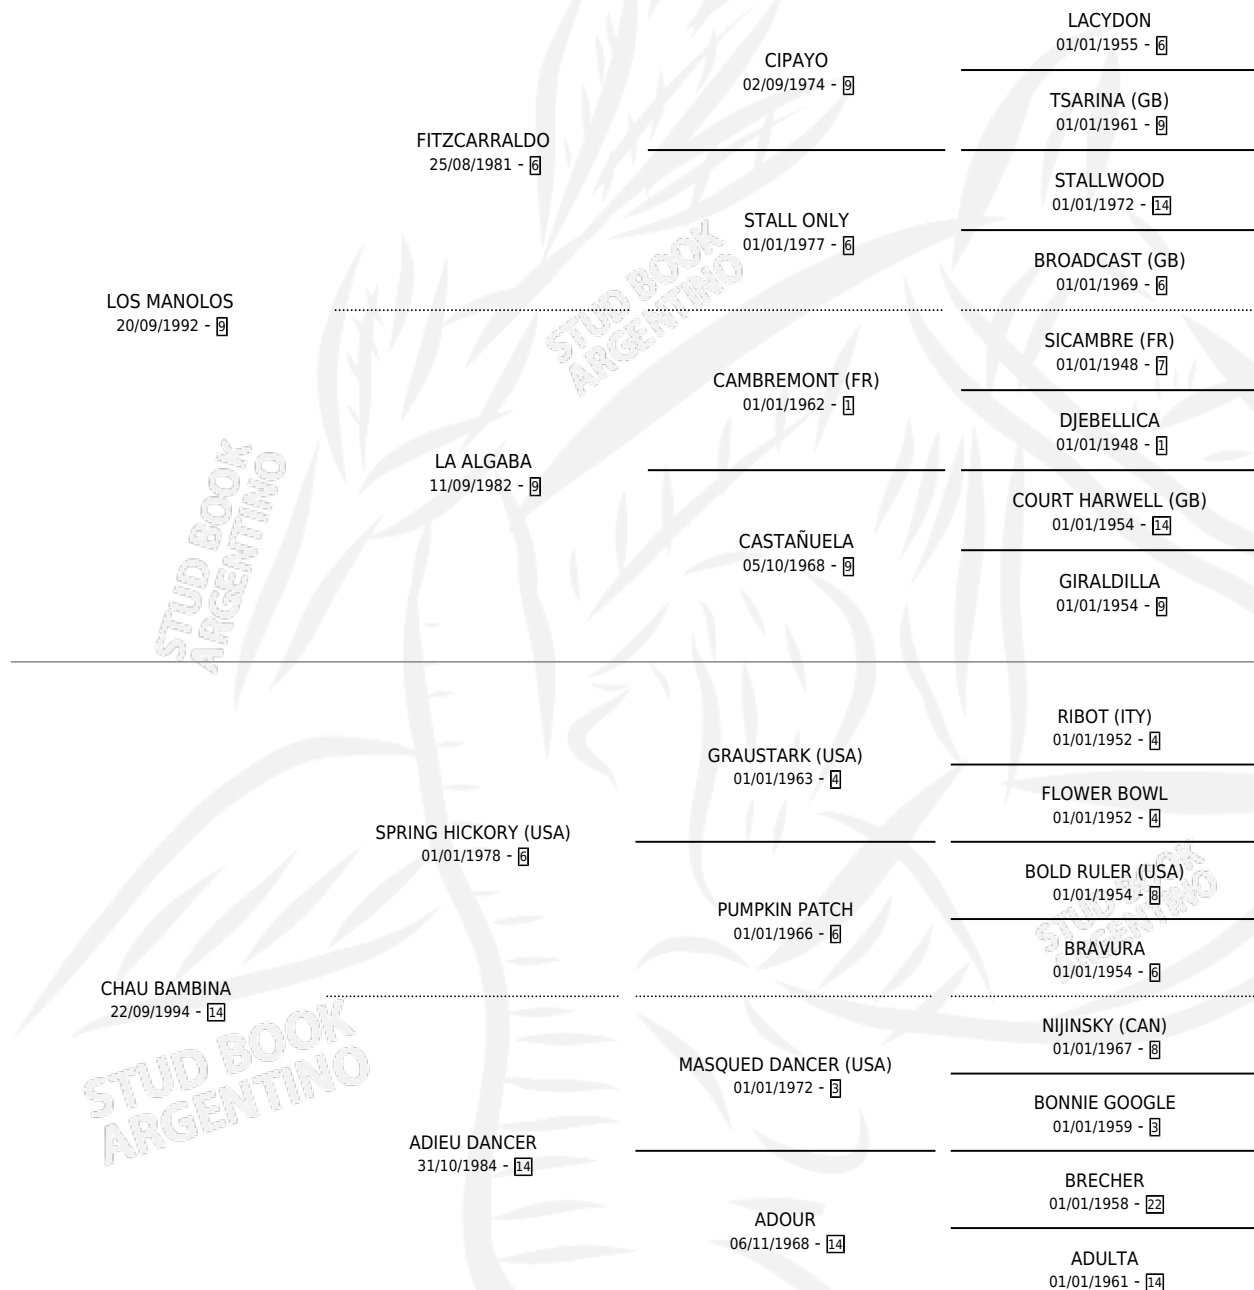 LACYDON
01/01/1955 - 6
CIPAYO
02/09/1974 - 9
TSARINA (GB)
01/01/1961 - 9
FITZCARRALDO
25/08/1981 - 6
STALLWOOD
01/01/1972 - 14
STALL ONLY
01/01/1977 - 6
BROADCAST (GB)
01/01/1969 - 6
LOS MANOLOS
20/09/1992 - 9
SICAMBRE (FR)
01/01/1948 - 7
CAMBREMONT (FR)
01/01/1962 - 1
DJEBELLICA
01/01/1948 - 1
LA ALGABA
11/09/1982 - 9
COURT HARWELL (GB)
01/01/1954 - 14
CASTAÑUELA
05/10/1968 - 9
GIRALDILLA
01/01/1954 - 9
RIBOT (ITY)
01/01/1952 - 4
GRAUSTARK (USA)
01/01/1963 - 4
FLOWER BOWL
01/01/1952 - 4
SPRING HICKORY (USA)
01/01/1978 - 6
BOLD RULER (USA)
01/01/1954 - 8
PUMPKIN PATCH
01/01/1966 - 6
BRAVURA
01/01/1954 - 6
CHAU BAMBINA
22/09/1994 - 14
NIJINSKY (CAN)
01/01/1967 - 8
MASQUED DANCER (USA)
01/01/1972 - 3
BONNIE GOOGLE
01/01/1959 - 3
ADIEU DANCER
31/10/1984 - 14
BRECHER
01/01/1958 - 22
ADOUR
06/11/1968 - 14
ADULTA
01/01/1961 - 14
STUD BOOK
ARGENTINO
STUD BOOK
ARGENTINO
STUD BOOK
ARGENTINO
STUD BOOK
ARGENTINO